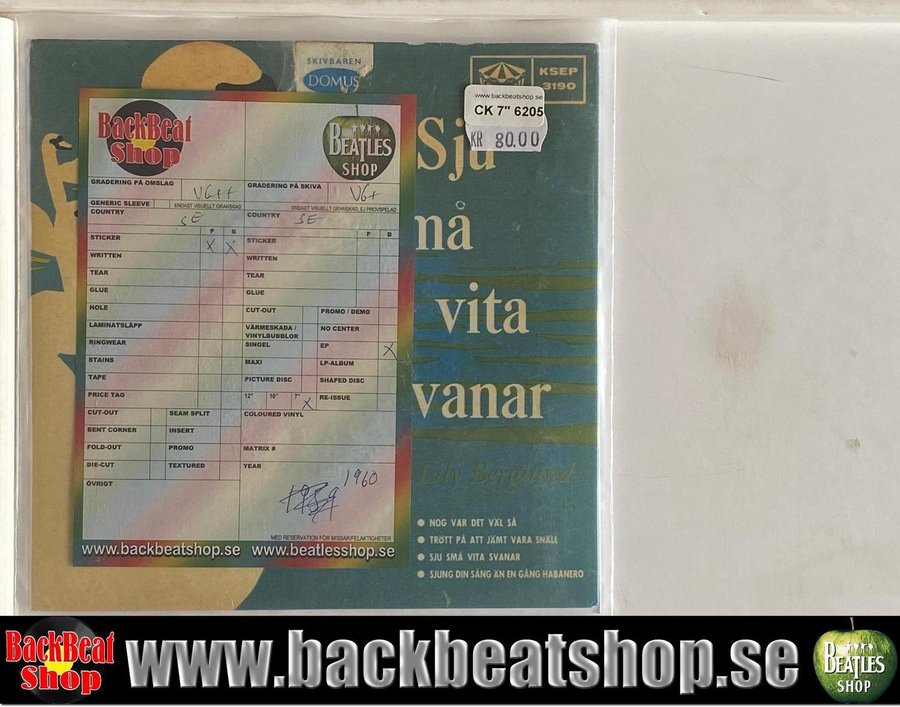 SKIVBAREN
DOMUS
KSEP
3190
www.backbeatshop.se
CK 7" 6205
KR 80.00
Sju
må
vita
vanar
Lily Berglund
NOG VAR DET VÄL SÅ
TRÖTT PÅ ATT JÄMT VARA SNÄLL
SJU SMÅ VITA SVANAR
SJUNG DIN SÅNG ÄN EN GÅNG HABANERO
BackBeat
Shop
BEATLES
SHOP
GRADERING PÅ OMSLAG VG++
GRADERING PÅ SKIVA VG+
GENERIC SLEEVE ENDAST VISUELLT GRANSKAD
ENDAST VISUELLT GRANSKAD, EJ PROVSPELAD
COUNTRY SE
COUNTRY SE
F B
F B
STICKER X X
STICKER
WRITTEN
WRITTEN
TEAR
TEAR
GLUE
GLUE
HOLE
CUT-OUT PROMO / DEMO
LAMINATSLÄPP
VÄRMESKADA /
VINYLBUBBLOR
NO CENTER
RINGWEAR
SINGEL EP X
STAINS
MAXI LP-ALBUM
TAPE
PICTURE DISC SHAPED DISC
PRICE TAG
12" 10" 7" X RE-ISSUE
CUT-OUT SEAM SPLIT
COLOURED VINYL
BENT CORNER INSERT
FOLD-OUT PROMO
MATRIX #
DIE-CUT TEXTURED
YEAR
1960
ÖVRIGT
MED RESERVATION FÖR MISSAR/FELAKTIGHETER
www.backbeatshop.se www.beatlesshop.se
BackBeat
Shop
www.backbeatshop.se
BEATLES
SHOP